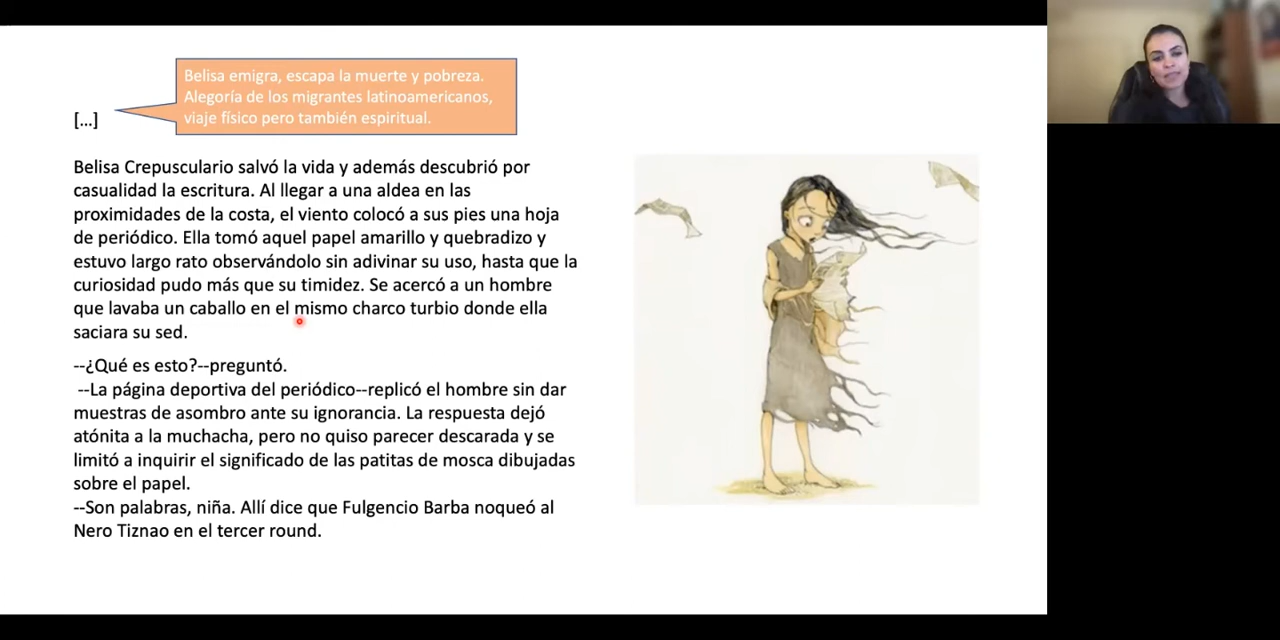 Belisa emigra, escapa la muerte y pobreza.
Alegoría de los migrantes latinoamericanos,
viaje físico pero también espiritual.
[...]
Belisa Crepusculario salvó la vida y además descubrió por
casualidad la escritura. Al llegar a una aldea en las
proximidades de la costa, el viento colocó a sus pies una hoja
de periódico. Ella tomó aquel papel amarillo y quebradizo y
estuvo largo rato observándolo sin adivinar su uso, hasta que la
curiosidad pudo más que su timidez. Se acercó a un hombre
que lavaba un caballo en el mismo charco turbio donde ella
saciara su sed.
--¿Qué es esto?--preguntó.
--La página deportiva del periódico--replicó el hombre sin dar
muestras de asombro ante su ignorancia. La respuesta dejó
atónita a la muchacha, pero no quiso parecer descarada y se
limitó a inquirir el significado de las patitas de mosca dibujadas
sobre el papel.
--Son palabras, niña. Allí dice que Fulgencio Barba noqueó al
Nero Tiznao en el tercer round.